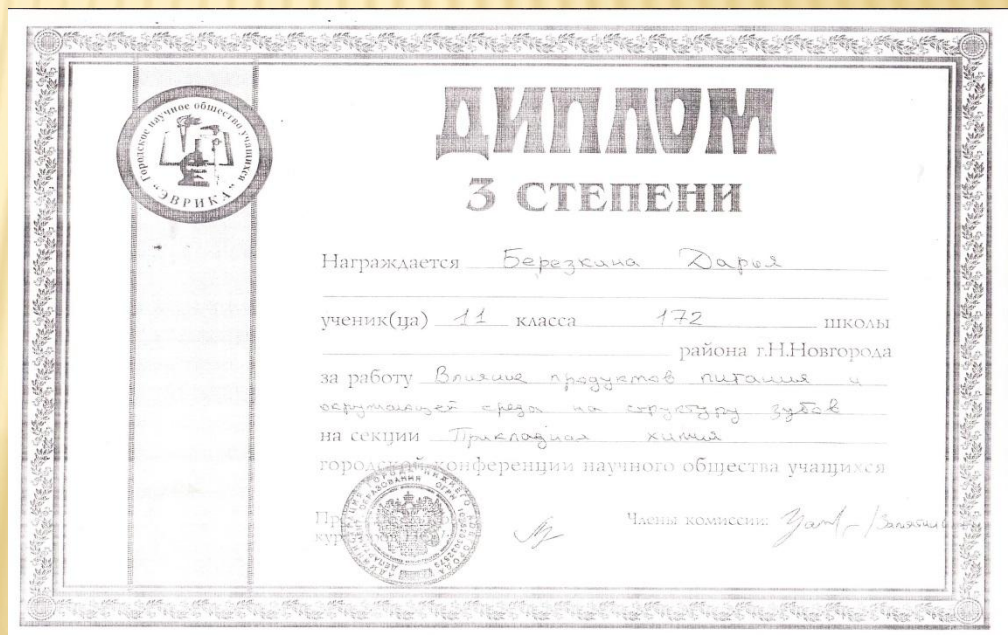 Городское научное общество учащихся
"ЭВРИКА"
ДИПЛОМ
3 СТЕПЕНИ
Награждается Березкина Дарья
ученик(ца) 11 класса 172 школы
района г.Н.Новгорода
за работу Влияние продуктов питания и
окружающей среды на структуру зубов
на секции Прикладная химия
городской конференции научного общества учащихся
Члены комиссии: